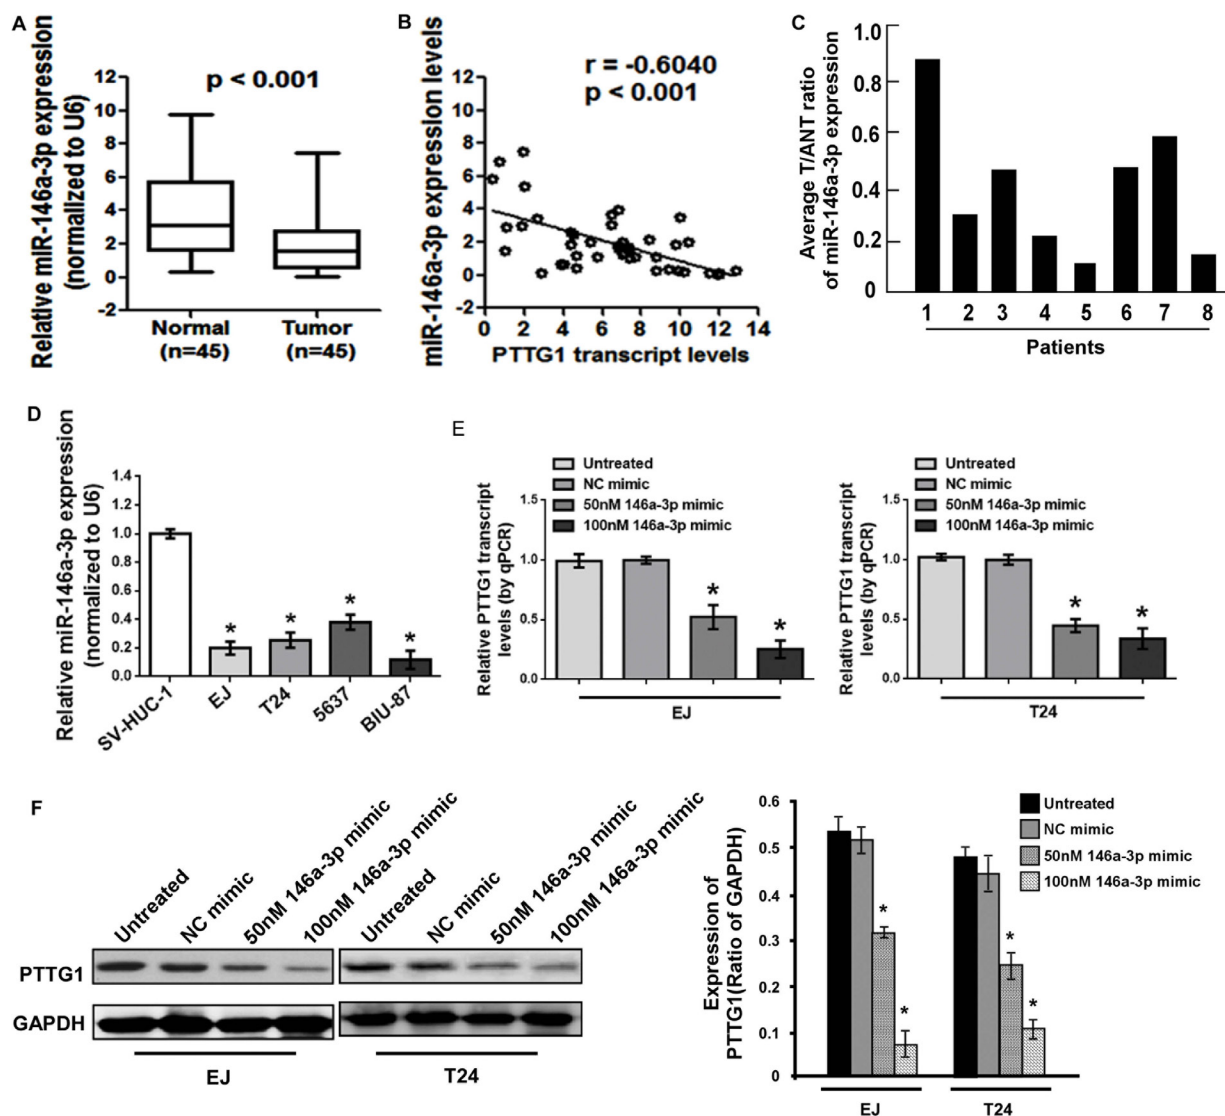 A
Relative miR-146a-3p expression
(normalized to U6)
p < 0.001
12
10
8
6
4
2
0
-2
Normal
(n=45)
Tumor
(n=45)
B
miR-146a-3p expression levels
r = -0.6040
p < 0.001
12
10
8
6
4
2
0
-2
0 2 4 6 8 10 12 14
PTTG1 transcript levels
C
Average T/ANT ratio
of miR-146a-3p expression
1.0
0.8
0.6
0.4
0.2
0
1 2 3 4 5 6 7 8
Patients
D
Relative miR-146a-3p expression
(normalized to U6)
1.4
1.2
1.0
0.8
0.6
0.4
0.2
0.0
* * * *
SV-HUC-1 EJ T24 5637 BIU-87
E
Untreated
NC mimic
50nM 146a-3p mimic
100nM 146a-3p mimic
Relative PTTG1 transcript
levels (by qPCR)
1.5
1.0
0.5
0.0
* *
EJ
Untreated
NC mimic
50nM 146a-3p mimic
100nM 146a-3p mimic
Relative PTTG1 transcript
levels (by qPCR)
1.5
1.0
0.5
0.0
* *
T24
F
Untreated
NC mimic
50nM 146a-3p mimic
100nM 146a-3p mimic
Untreated
NC mimic
50nM 146a-3p mimic
100nM 146a-3p mimic
PTTG1
GAPDH
EJ
T24
Expression of
PTTG1(Ratio of GAPDH)
0.6
0.5
0.4
0.3
0.2
0.1
0
* * * *
EJ
T24
Untreated
NC mimic
50nM 146a-3p mimic
100nM 146a-3p mimic